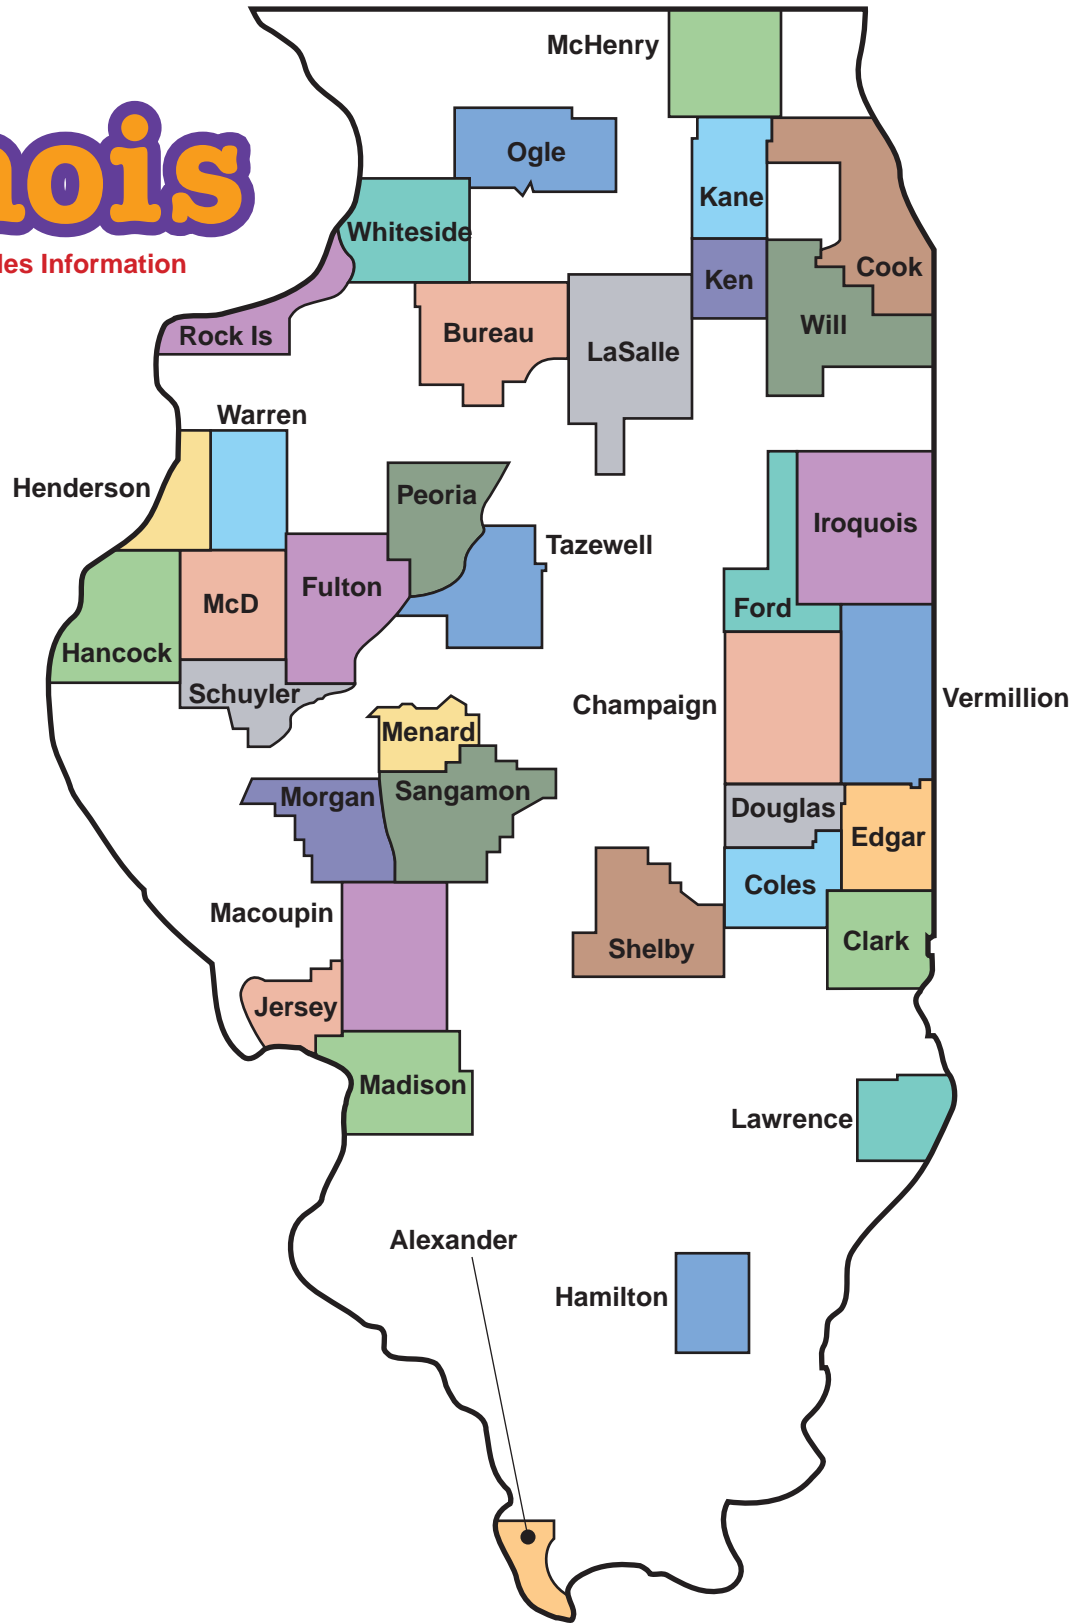 nois
les Information
McHenry
Ogle
Kane
Whiteside
Cook
Ken
Rock Is
Bureau
Will
LaSalle
Warren
Henderson
Peoria
Iroquois
Tazewell
Fulton
McD
Ford
Hancock
Schuyler
Champaign
Vermillion
Menard
Morgan
Sangamon
Douglas
Edgar
Coles
Macoupin
Clark
Shelby
Jersey
Madison
Lawrence
Alexander
Hamilton